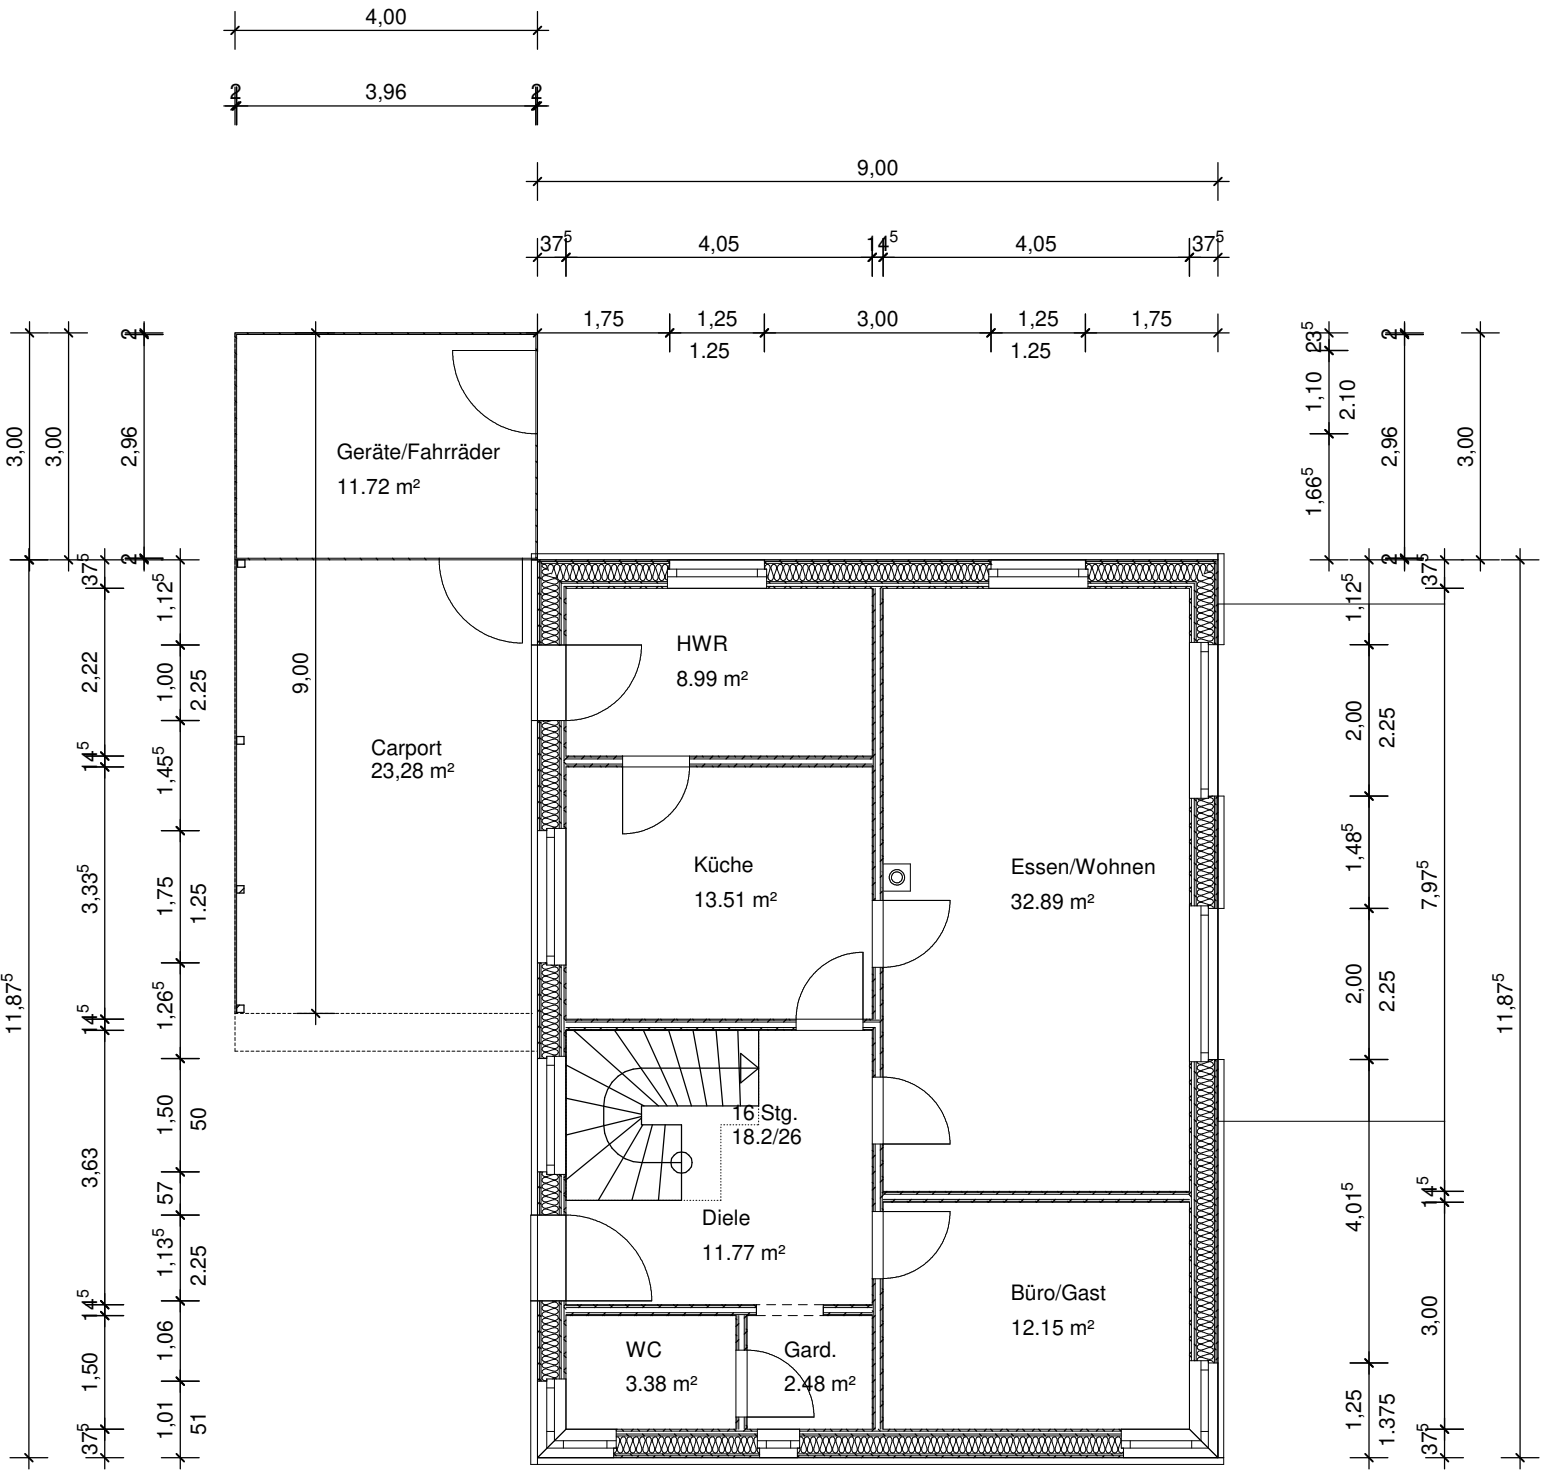 4,00
2 3,96 2
9,00
37⁵ 4,05 14⁵ 4,05 37⁵
1,75 1,25 3,00 1,25 1,75
1.25 1.25
3,00
3,00
2
2,96
2
11,87⁵
37⁵
2,22
14⁵
3,33⁵
14⁵
3,63
14⁵
1,50
37⁵
1,12⁵
1,00
2.25
1,45⁵
1,75
1.25
1,26⁵
1,50
50
57
1,13⁵
2.25
1,06
1,01
51
9,00
Geräte/Fahrräder
11.72 m²
Carport
23,28 m²
HWR
8.99 m²
Küche
13.51 m²
Essen/Wohnen
32.89 m²
16 Stg.
18.2/26
Diele
11.77 m²
Büro/Gast
12.15 m²
WC
3.38 m²
Gard.
2.48 m²
23⁵
1,10
2.10
1,66⁵
2
2,96
2
3,00
1,12⁵
2,00
2.25
1,48⁵
2,00
2.25
4,01⁵
1,25
1.375
37⁵
7,97⁵
14⁵
3,00
37⁵
11,87⁵